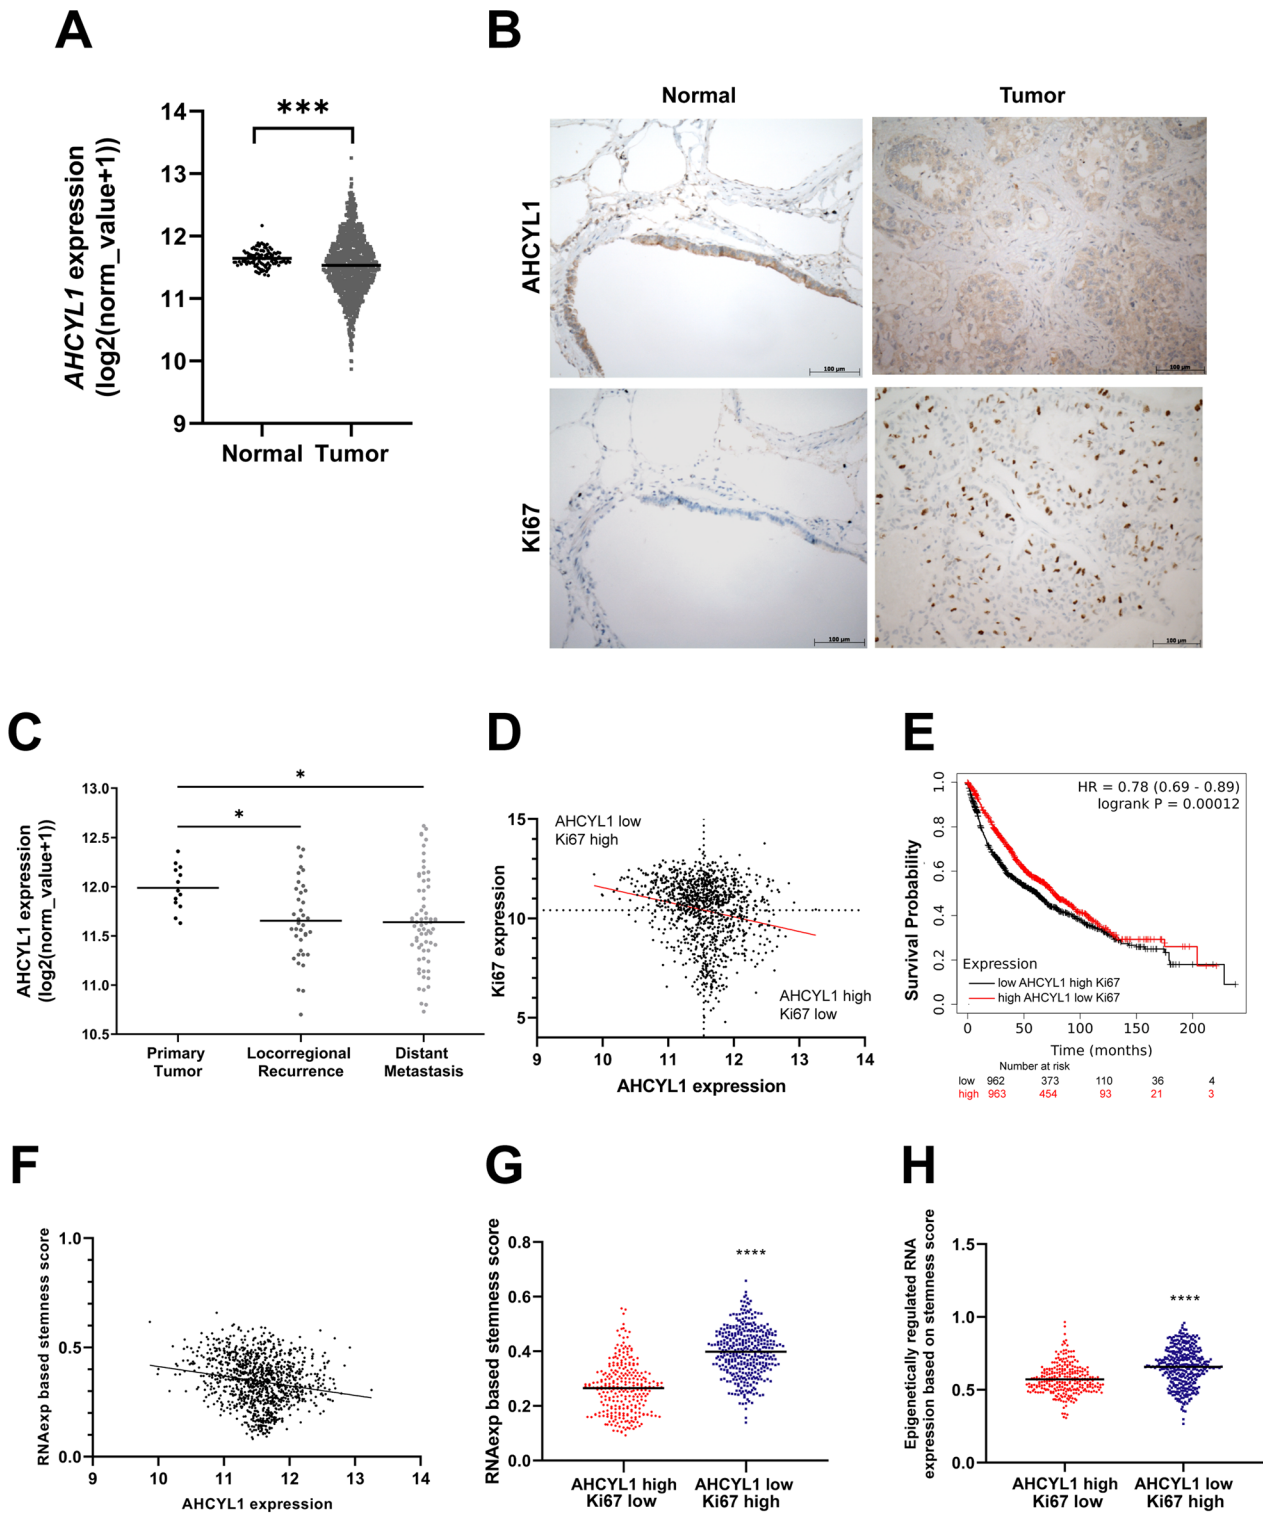 A
AHCYL1 expression
(log2(norm_value+1))
14
13
12
11
10
9
***
Normal Tumor
B
Normal Tumor
AHCYL1
Ki67
100 µm
100 µm
100 µm
100 µm
C
AHCYL1 expression
(log2(norm_value+1))
13.0
12.5
12.0
11.5
11.0
10.5
*
*
Primary
Tumor
Locorregional
Recurrence
Distant
Metastasis
D
Ki67 expression
15
10
5
AHCYL1 low
Ki67 high
AHCYL1 high
Ki67 low
9 10 11 12 13 14
AHCYL1 expression
E
Survival Probability
1.0
0.8
0.6
0.4
0.2
0.0
HR = 0.78 (0.69 - 0.89)
logrank P = 0.00012
Expression
low AHCYL1 high Ki67
high AHCYL1 low Ki67
0 50 100 150 200
Time (months)
Number at risk
low 962 373 110 36 4
high 963 454 93 21 3
F
RNAexp based stemness score
1.0
0.5
0.0
9 10 11 12 13 14
AHCYL1 expression
G
RNAexp based stemness score
0.8
0.6
0.4
0.2
0.0
****
AHCYL1 high
Ki67 low
AHCYL1 low
Ki67 high
H
Epigenetically regulated RNA
expression based on stemness score
1.5
1.0
0.5
0.0
****
AHCYL1 high
Ki67 low
AHCYL1 low
Ki67 high